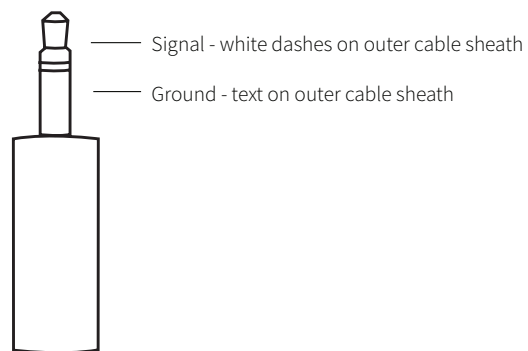 Signal - white dashes on outer cable sheath
Ground - text on outer cable sheath